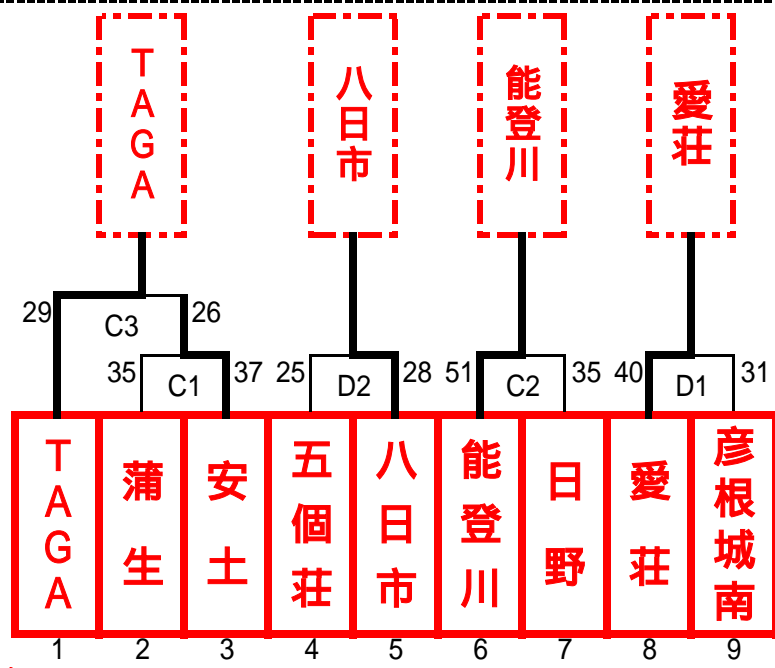 TAGA
八日市
能登川
愛荘
29
C3
26
35
C1
37
25
D2
28
51
C2
35
40
D1
31
TAGA
蒲生
安土
五個荘
八日市
能登川
日野
愛荘
彦根城南
1
2
3
4
5
6
7
8
9